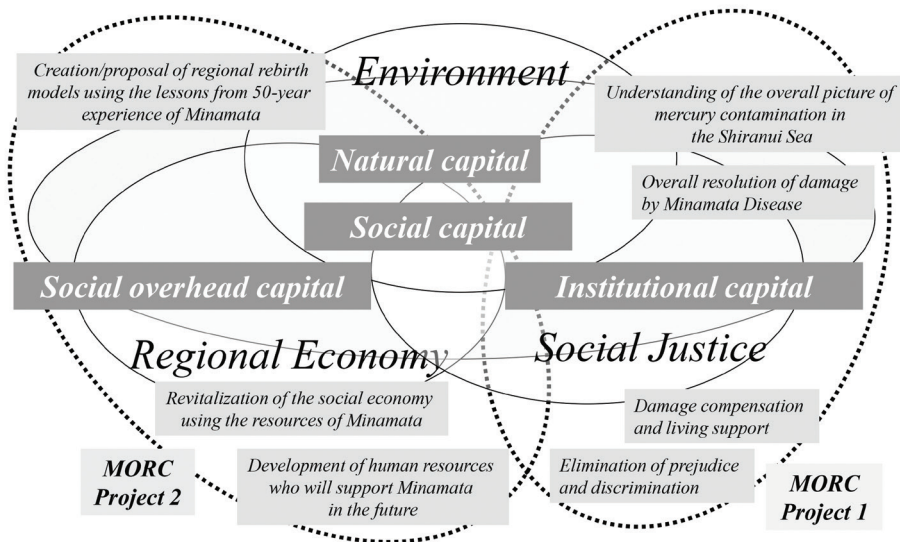 Environment
Creation/proposal of regional rebirth
models using the lessons from 50-year
experience of Minamata
Understanding of the overall picture of
mercury contamination in
the Shiranui Sea
Natural capital
Overall resolution of damage
by Minamata Disease
Social capital
Social overhead capital
Institutional capital
Regional Economy
Social Justice
Revitalization of the social economy
using the resources of Minamata
Damage compensation
and living support
MORC
Project 2
Development of human resources
who will support Minamata
in the future
Elimination of prejudice
and discrimination
MORC
Project 1